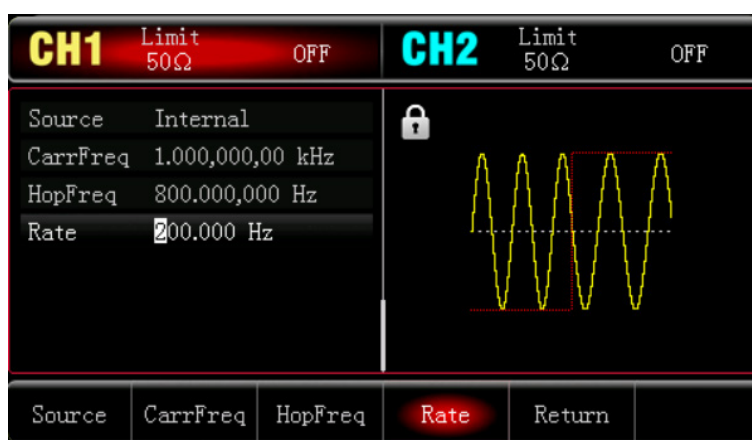 CH1 Limit 50Ω OFF CH2 Limit 50Ω OFF
Source Internal
CarrFreq 1.000,000,00 kHz
HopFreq 800.000,000 Hz
Rate 200.000 Hz
Source CarrFreq HopFreq Rate Return